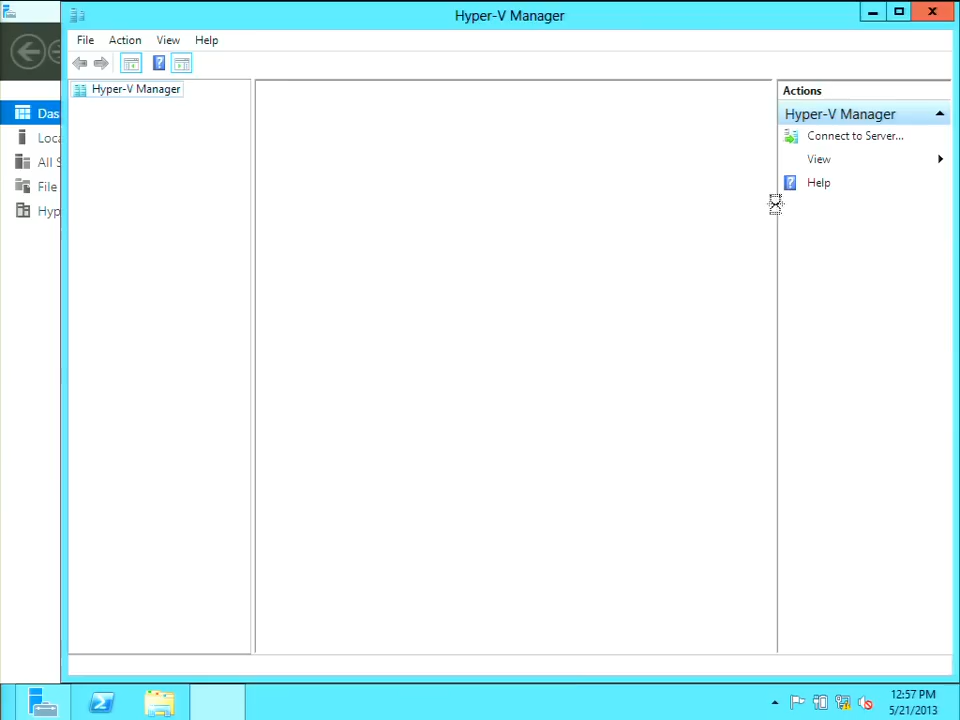 Hyper-V Manager
File Action View Help
Hyper-V Manager
Actions
Hyper-V Manager
Connect to Server...
View
Help
Das
Loca
All S
File
Hyp
12:57 PM
5/21/2013